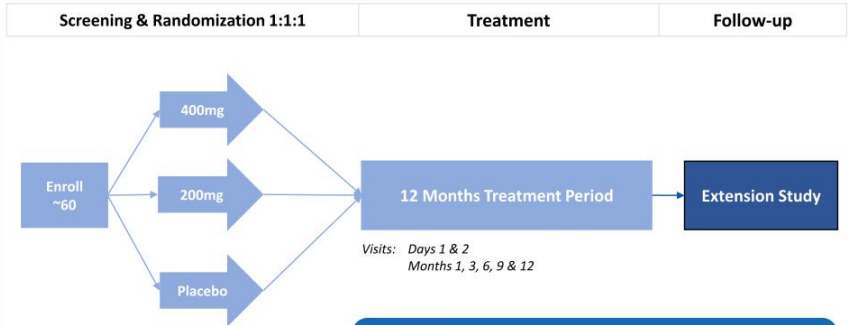 Screening & Randomization 1:1:1
Treatment
Follow-up
400mg
Enroll
~60
200mg
12 Months Treatment Period
Extension Study
Visits: Days 1 & 2
Months 1, 3, 6, 9 & 12
Placebo